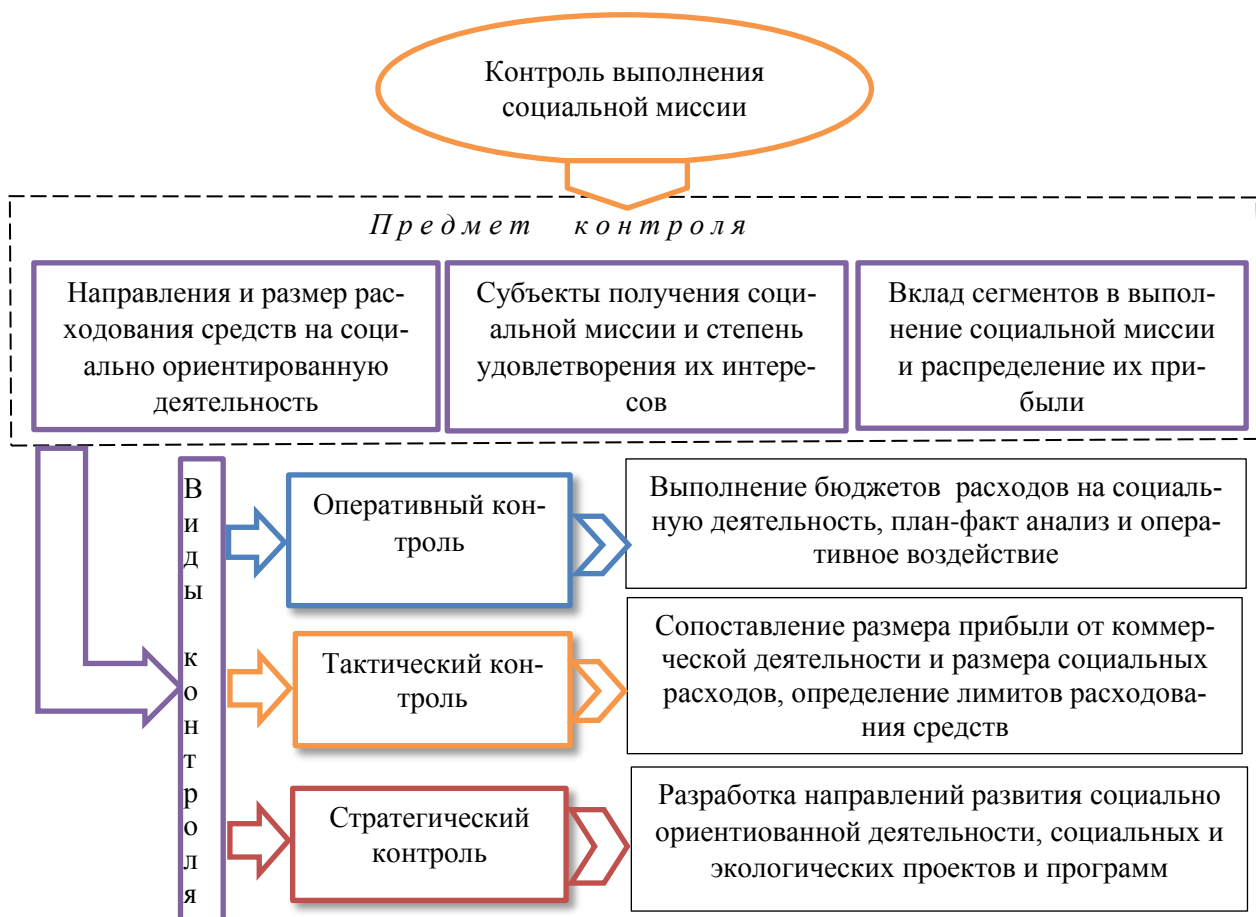 Контроль выполнения
социальной миссии
Предмет контроля
Направления и размер рас-
ходования средств на соци-
ально ориентированную
деятельность
Субъекты получения соци-
альной миссии и степень
удовлетворения их интере-
сов
Вклад сегментов в выпол-
нение социальной миссии
и распределение их при-
были
Виды контроля
Оперативный кон-
троль
Выполнение бюджетов расходов на социаль-
ную деятельность, план-факт анализ и опера-
тивное воздействие
Тактический кон-
троль
Сопоставление размера прибыли от коммер-
ческой деятельности и размера социальных
расходов, определение лимитов расходова-
ния средств
Стратегический
контроль
Разработка направлений развития социально
ориентиованной деятельности, социальных и
экологических проектов и программ